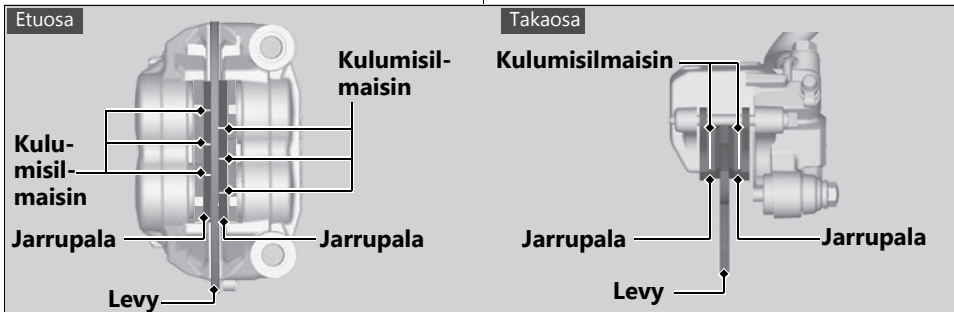 Etuosa
Kulumisil-
maisin
Kulu-
misil-
maisin
Jarrupala
Jarrupala
Levy
Takaosa
Kulumisilmaisin
Jarrupala
Jarrupala
Levy